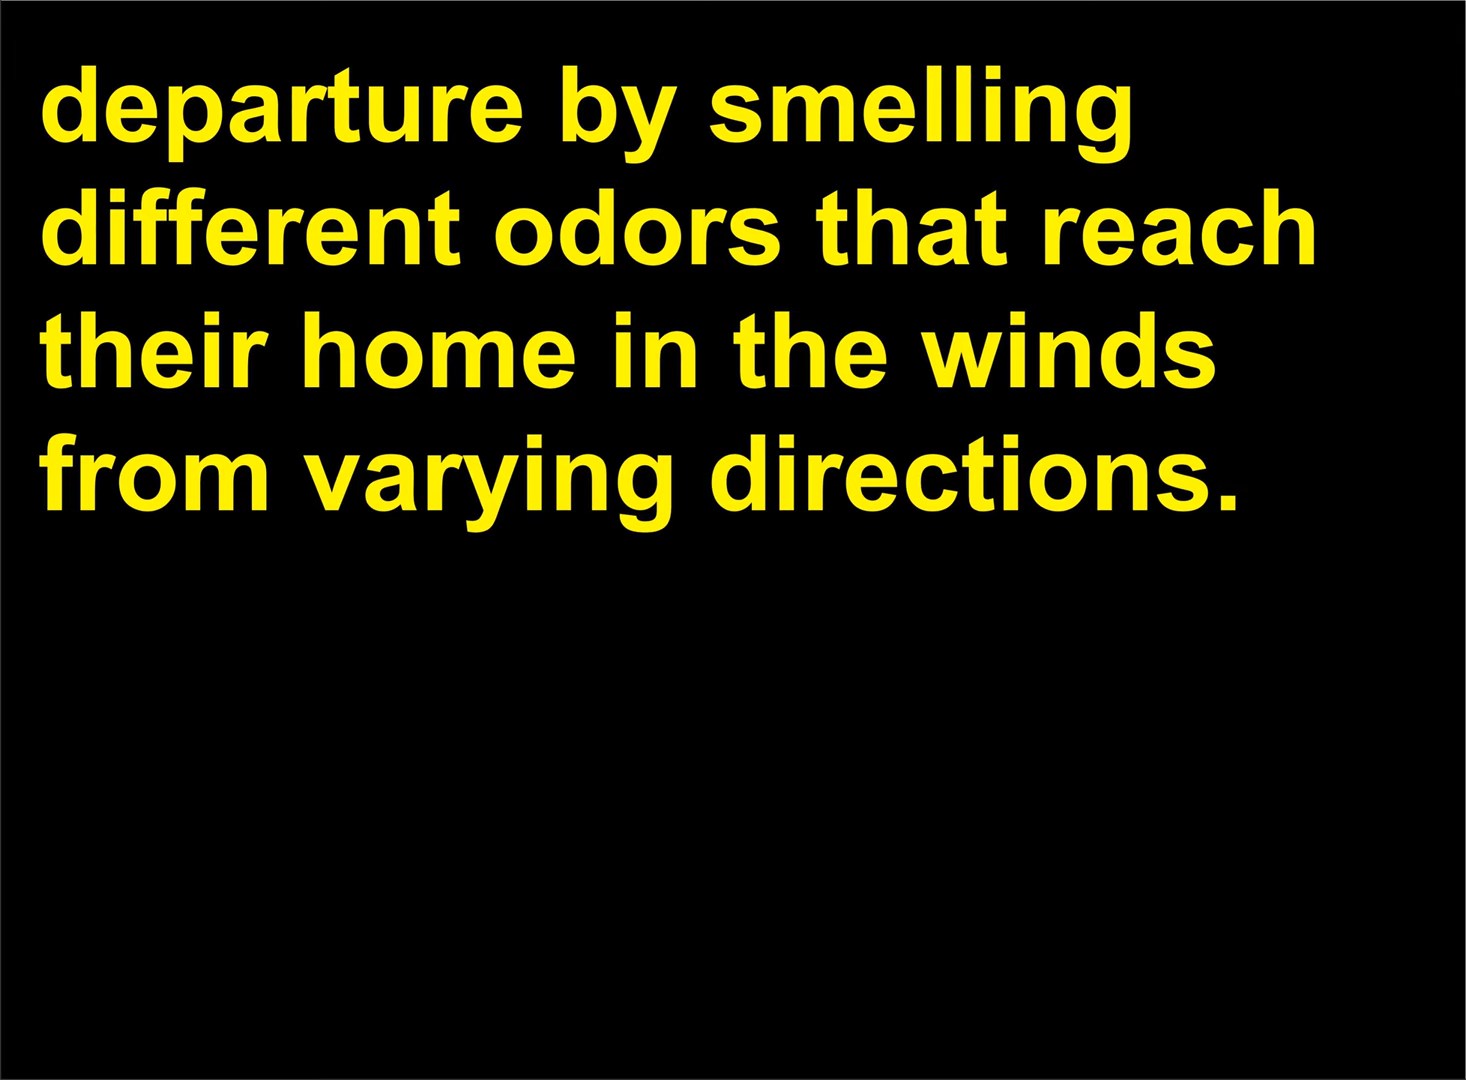 departure by smelling
different odors that reach
their home in the winds
from varying directions.